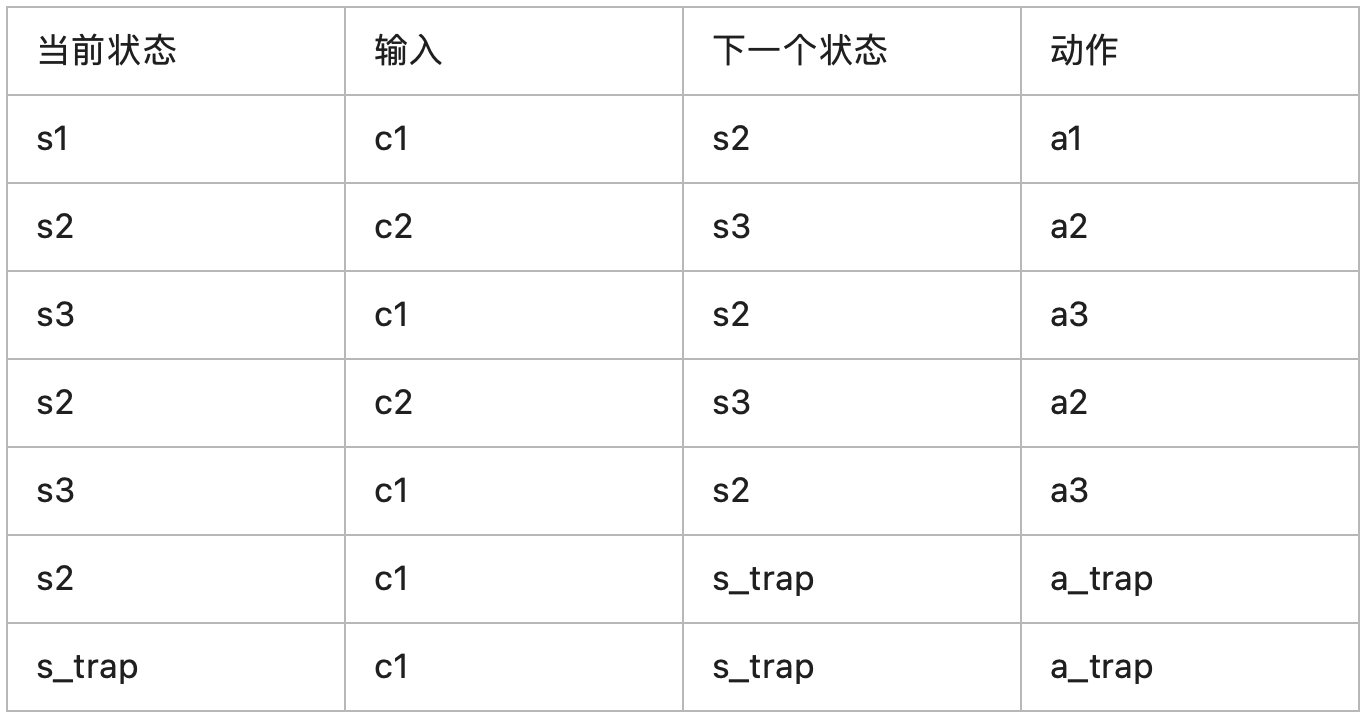 当前状态 输入 下一个状态 动作
s1 c1 s2 a1
s2 c2 s3 a2
s3 c1 s2 a3
s2 c2 s3 a2
s3 c1 s2 a3
s2 c1 s_trap a_trap
s_trap c1 s_trap a_trap